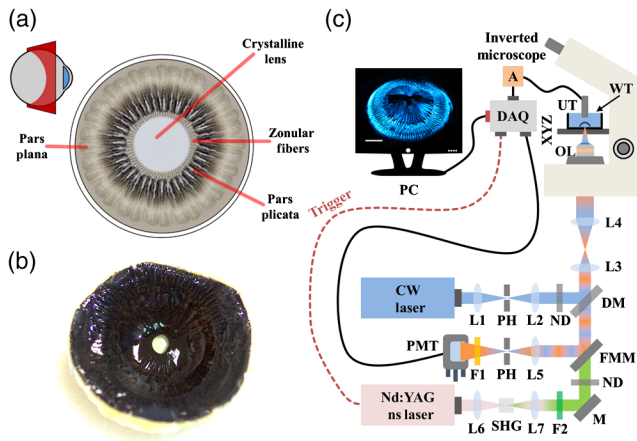 (a)
Crystalline
lens
Pars
plana
Zonular
fibers
Pars
plicata
(b)
(c)
Inverted
microscope
A
UT
WT
DAQ
XYZ
OL
PC
Trigger
L4
L3
CW
laser
L1
PH
L2
ND
DM
PMT
F1
PH
L5
FMM
ND
Nd:YAG
ns laser
L6
SHG
L7
F2
M